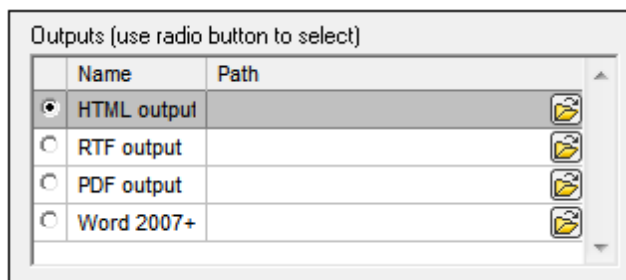 Outputs (use radio button to select)
Name Path
HTML output
RTF output
PDF output
Word 2007+